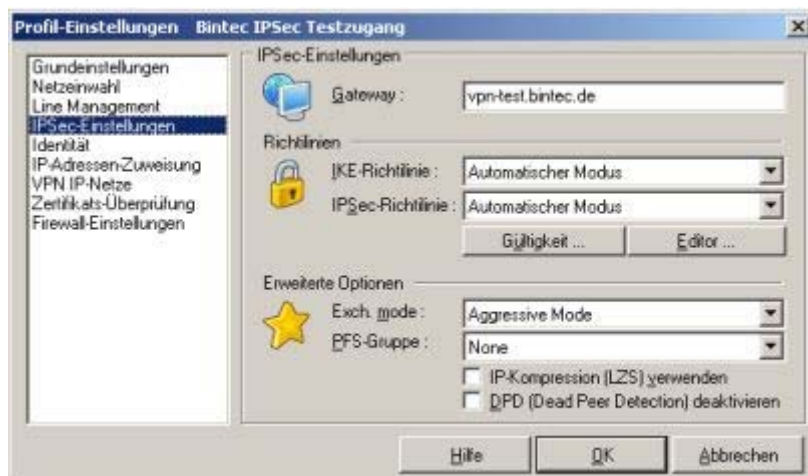 Profil-Einstellungen Bintec IPSec Testzugang
Grundeinstellungen
Netzeinwahl
Line Management
IPSec-Einstellungen
Identität
IP-Adressen-Zuweisung
VPN IP-Netze
Zertifikats-Überprüfung
Firewall-Einstellungen
IPSec-Einstellungen
Gateway : vpn-test.bintec.de
Richtlinien
IKE-Richtlinie : Automatischer Modus
IPSec-Richtlinie : Automatischer Modus
Gültigkeit ... Editor ...
Erweiterte Optionen
Exch. mode : Aggressive Mode
PFS-Gruppe : None
IP-Kompression (LZS) verwenden
DPD (Dead Peer Detection) deaktivieren
Hilfe OK Abbrechen